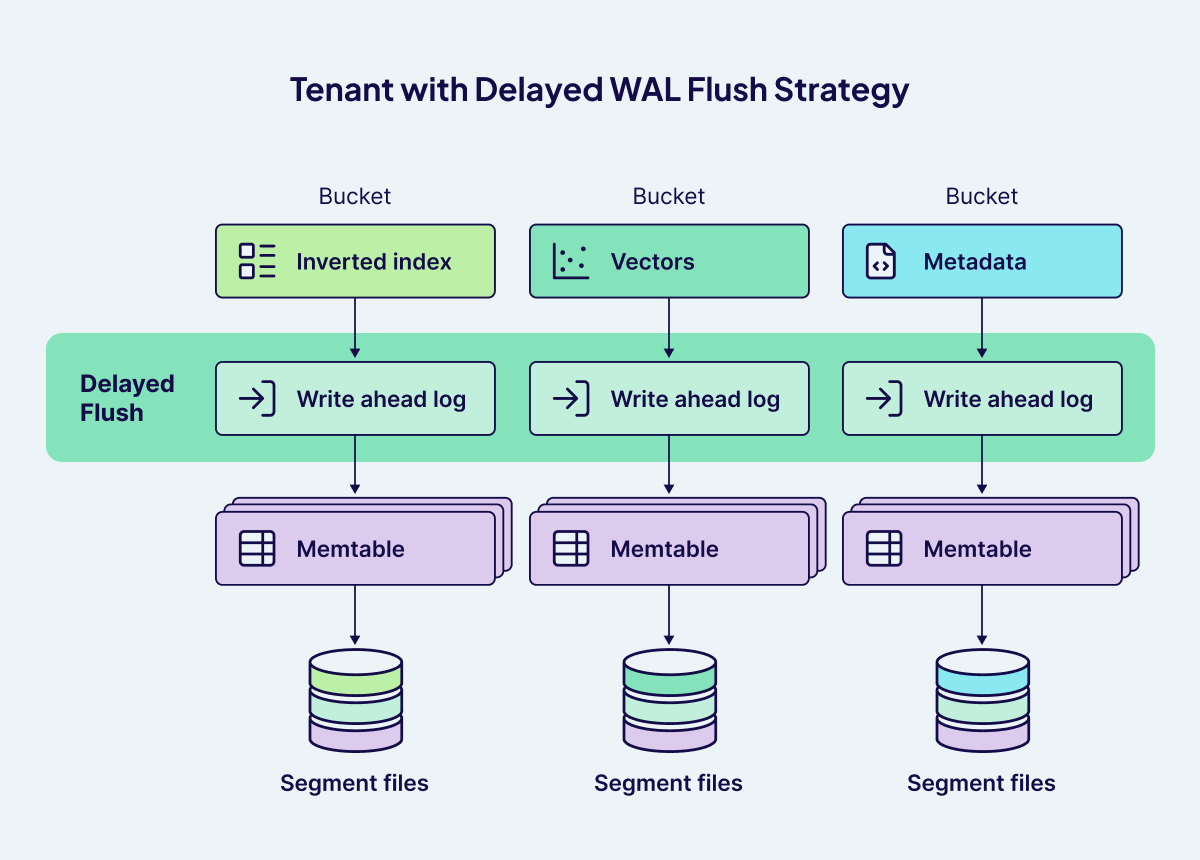 Tenant with Delayed WAL Flush Strategy
Bucket
Bucket
Bucket
Inverted index
Vectors
Metadata
Delayed
Flush
Write ahead log
Write ahead log
Write ahead log
Memtable
Memtable
Memtable
Segment files
Segment files
Segment files